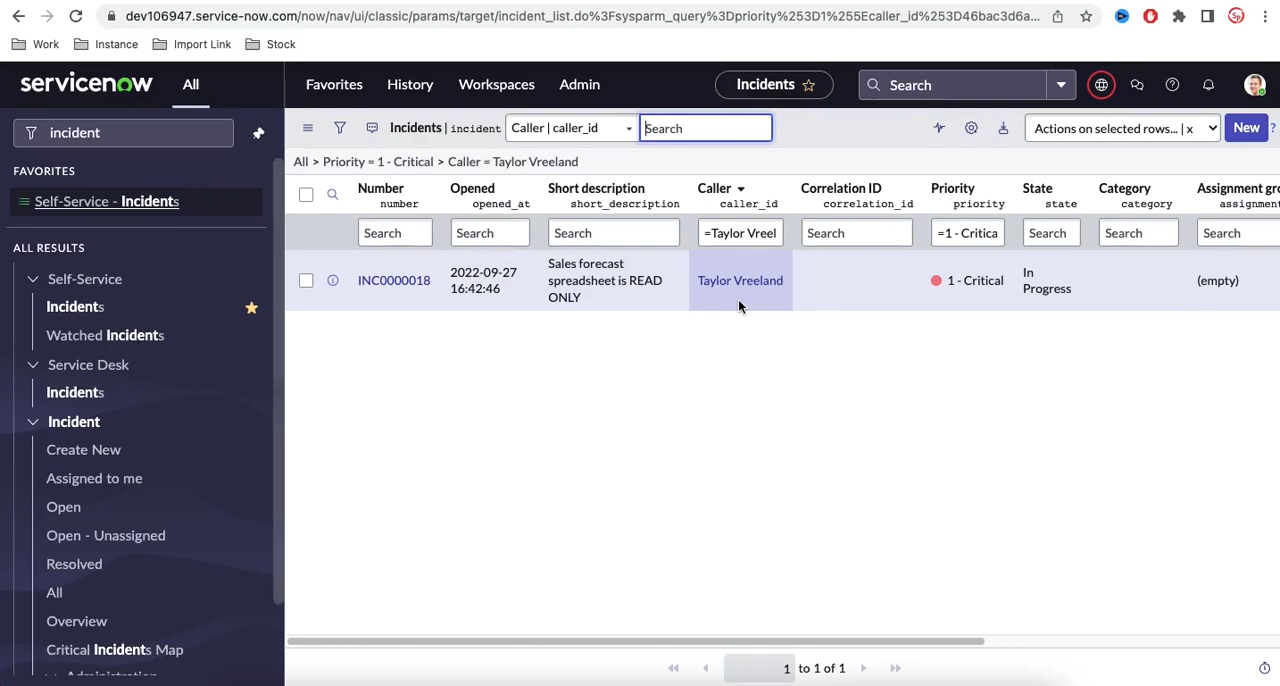 dev106947.service-now.com/now/nav/ui/classic/params/target/incident_list.do%3Fsysparm_query%3Dpriority%253D1%255Ecaller_id%253D46bac3d6a...
Sp
Work Instance Import Link Stock
servicenow All Favorites History Workspaces Admin Incidents Search
incident
FAVORITES
Self-Service - Incidents
ALL RESULTS
Self-Service
Incidents
Watched Incidents
Service Desk
Incidents
Incident
Create New
Assigned to me
Open
Open - Unassigned
Resolved
All
Overview
Critical Incidents Map
Administration
Incidents | incident Caller | caller_id Search Actions on selected rows... | x New ?
All > Priority = 1 - Critical > Caller = Taylor Vreeland
Number Opened Short description Caller Correlation ID Priority State Category Assignment gro
number opened_at short_description caller_id correlation_id priority state category assignment
Search Search Search =Taylor Vreel Search =1 - Critica Search Search Search
INC0000018 2022-09-27 16:42:46 Sales forecast spreadsheet is READ ONLY Taylor Vreeland 1 - Critical In Progress (empty)
1 to 1 of 1